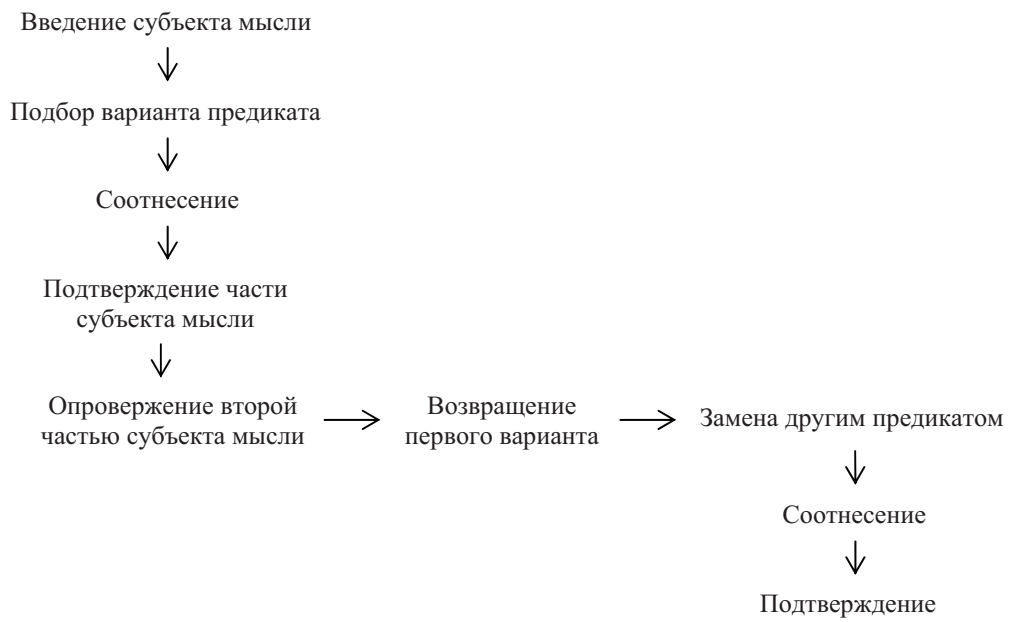 Введение субъекта мысли
Подбор варианта предиката
Соотнесение
Подтверждение части
субъекта мысли
Опровержение второй
частью субъекта мысли
Возвращение
первого варианта
Замена другим предикатом
Соотнесение
Подтверждение